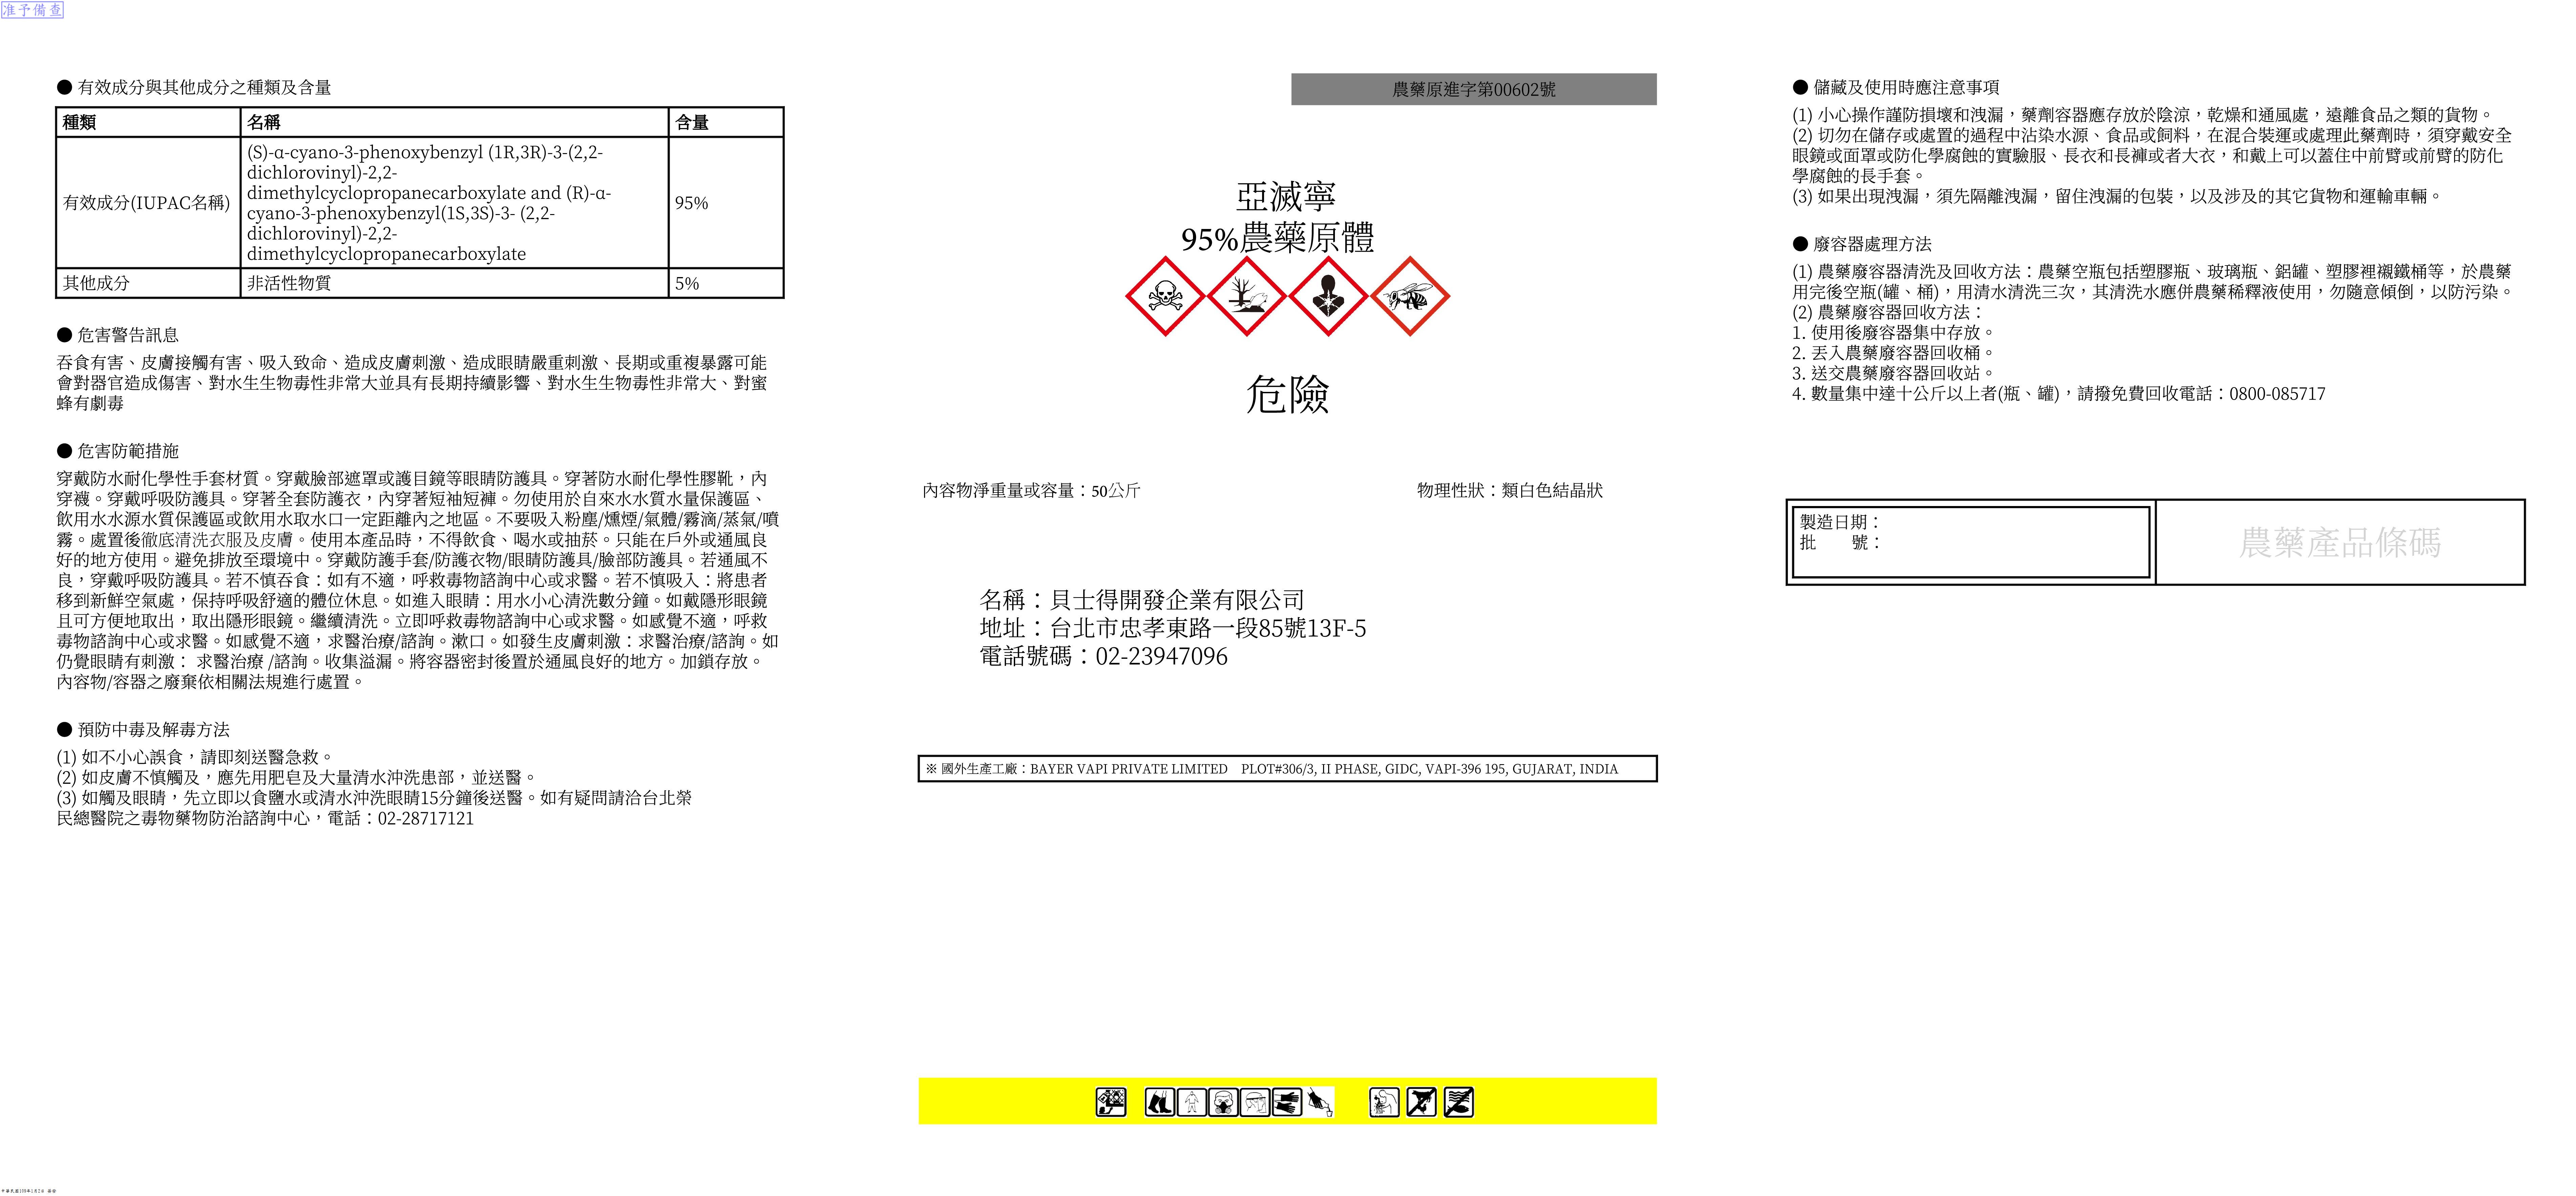 准予備查
● 有效成分與其他成分之種類及含量
種類 名稱 含量
有效成分(IUPAC名稱) (S)-α-cyano-3-phenoxybenzyl (1R,3R)-3-(2,2-
dichlorovinyl)-2,2-
dimethylcyclopropanecarboxylate and (R)-α-
cyano-3-phenoxybenzyl(1S,3S)-3- (2,2-
dichlorovinyl)-2,2-
dimethylcyclopropanecarboxylate 95%
其他成分 非活性物質 5%
● 危害警告訊息
吞食有害、皮膚接觸有害、吸入致命、造成皮膚刺激、造成眼睛嚴重刺激、長期或重複暴露可能
會對器官造成傷害、對水生生物毒性非常大並具有長期持續影響、對水生生物毒性非常大、對蜜
蜂有劇毒
● 危害防範措施
穿戴防水耐化學性手套材質。穿戴臉部遮罩或護目鏡等眼睛防護具。穿著防水耐化學性膠靴，內
穿襪。穿戴呼吸防護具。穿著全套防護衣，內穿著短袖短褲。勿使用於自來水水質水量保護區、
飲用水水源水質保護區或飲用水取水口一定距離內之地區。不要吸入粉塵/燻煙/氣體/霧滴/蒸氣/噴
霧。處置後徹底清洗衣服及皮膚。使用本產品時，不得飲食、喝水或抽菸。只能在戶外或通風良
好的地方使用。避免排放至環境中。穿戴防護手套/防護衣物/眼睛防護具/臉部防護具。若通風不
良，穿戴呼吸防護具。若不慎吞食：如有不適，呼救毒物諮詢中心或求醫。若不慎吸入：將患者
移到新鮮空氣處，保持呼吸舒適的體位休息。如進入眼睛：用水小心清洗數分鐘。如戴隱形眼鏡
且可方便地取出，取出隱形眼鏡。繼續清洗。立即呼救毒物諮詢中心或求醫。如感覺不適，呼救
毒物諮詢中心或求醫。如感覺不適，求醫治療/諮詢。漱口。如發生皮膚刺激：求醫治療/諮詢。如
仍覺眼睛有刺激： 求醫治療 /諮詢。收集溢漏。將容器密封後置於通風良好的地方。加鎖存放。
內容物/容器之廢棄依相關法規進行處置。
● 預防中毒及解毒方法
(1) 如不小心誤食，請即刻送醫急救。
(2) 如皮膚不慎觸及，應先用肥皂及大量清水沖洗患部，並送醫。
(3) 如觸及眼睛，先立即以食鹽水或清水沖洗眼睛15分鐘後送醫。如有疑問請洽台北榮
民總醫院之毒物藥物防治諮詢中心，電話：02-28717121
農藥原進字第00602號
亞滅寧
95%農藥原體
危險
內容物淨重量或容量：50公斤 物理性狀：類白色結晶狀
名稱：貝士得開發企業有限公司
地址：台北市忠孝東路一段85號13F-5
電話號碼：02-23947096
※ 國外生產工廠：BAYER VAPI PRIVATE LIMITED PLOT#306/3, II PHASE, GIDC, VAPI-396 195, GUJARAT, INDIA
● 儲藏及使用時應注意事項
(1) 小心操作謹防損壞和洩漏，藥劑容器應存放於陰涼，乾燥和通風處，遠離食品之類的貨物。
(2) 切勿在儲存或處置的過程中沾染水源、食品或飼料，在混合裝運或處理此藥劑時，須穿戴安全
眼鏡或面罩或防化學腐蝕的實驗服、長衣和長褲或者大衣，和戴上可以蓋住中前臂或前臂的防化
學腐蝕的長手套。
(3) 如果出現洩漏，須先隔離洩漏，留住洩漏的包裝，以及涉及的其它貨物和運輸車輛。
● 廢容器處理方法
(1) 農藥廢容器清洗及回收方法：農藥空瓶包括塑膠瓶、玻璃瓶、鋁罐、塑膠裡襯鐵桶等，於農藥
用完後空瓶(罐、桶)，用清水清洗三次，其清洗水應併農藥稀釋液使用，勿隨意傾倒，以防污染。
(2) 農藥廢容器回收方法：
1. 使用後廢容器集中存放。
2. 丟入農藥廢容器回收桶。
3. 送交農藥廢容器回收站。
4. 數量集中達十公斤以上者(瓶、罐)，請撥免費回收電話：0800-085717
製造日期：
批 號：
農藥產品條碼